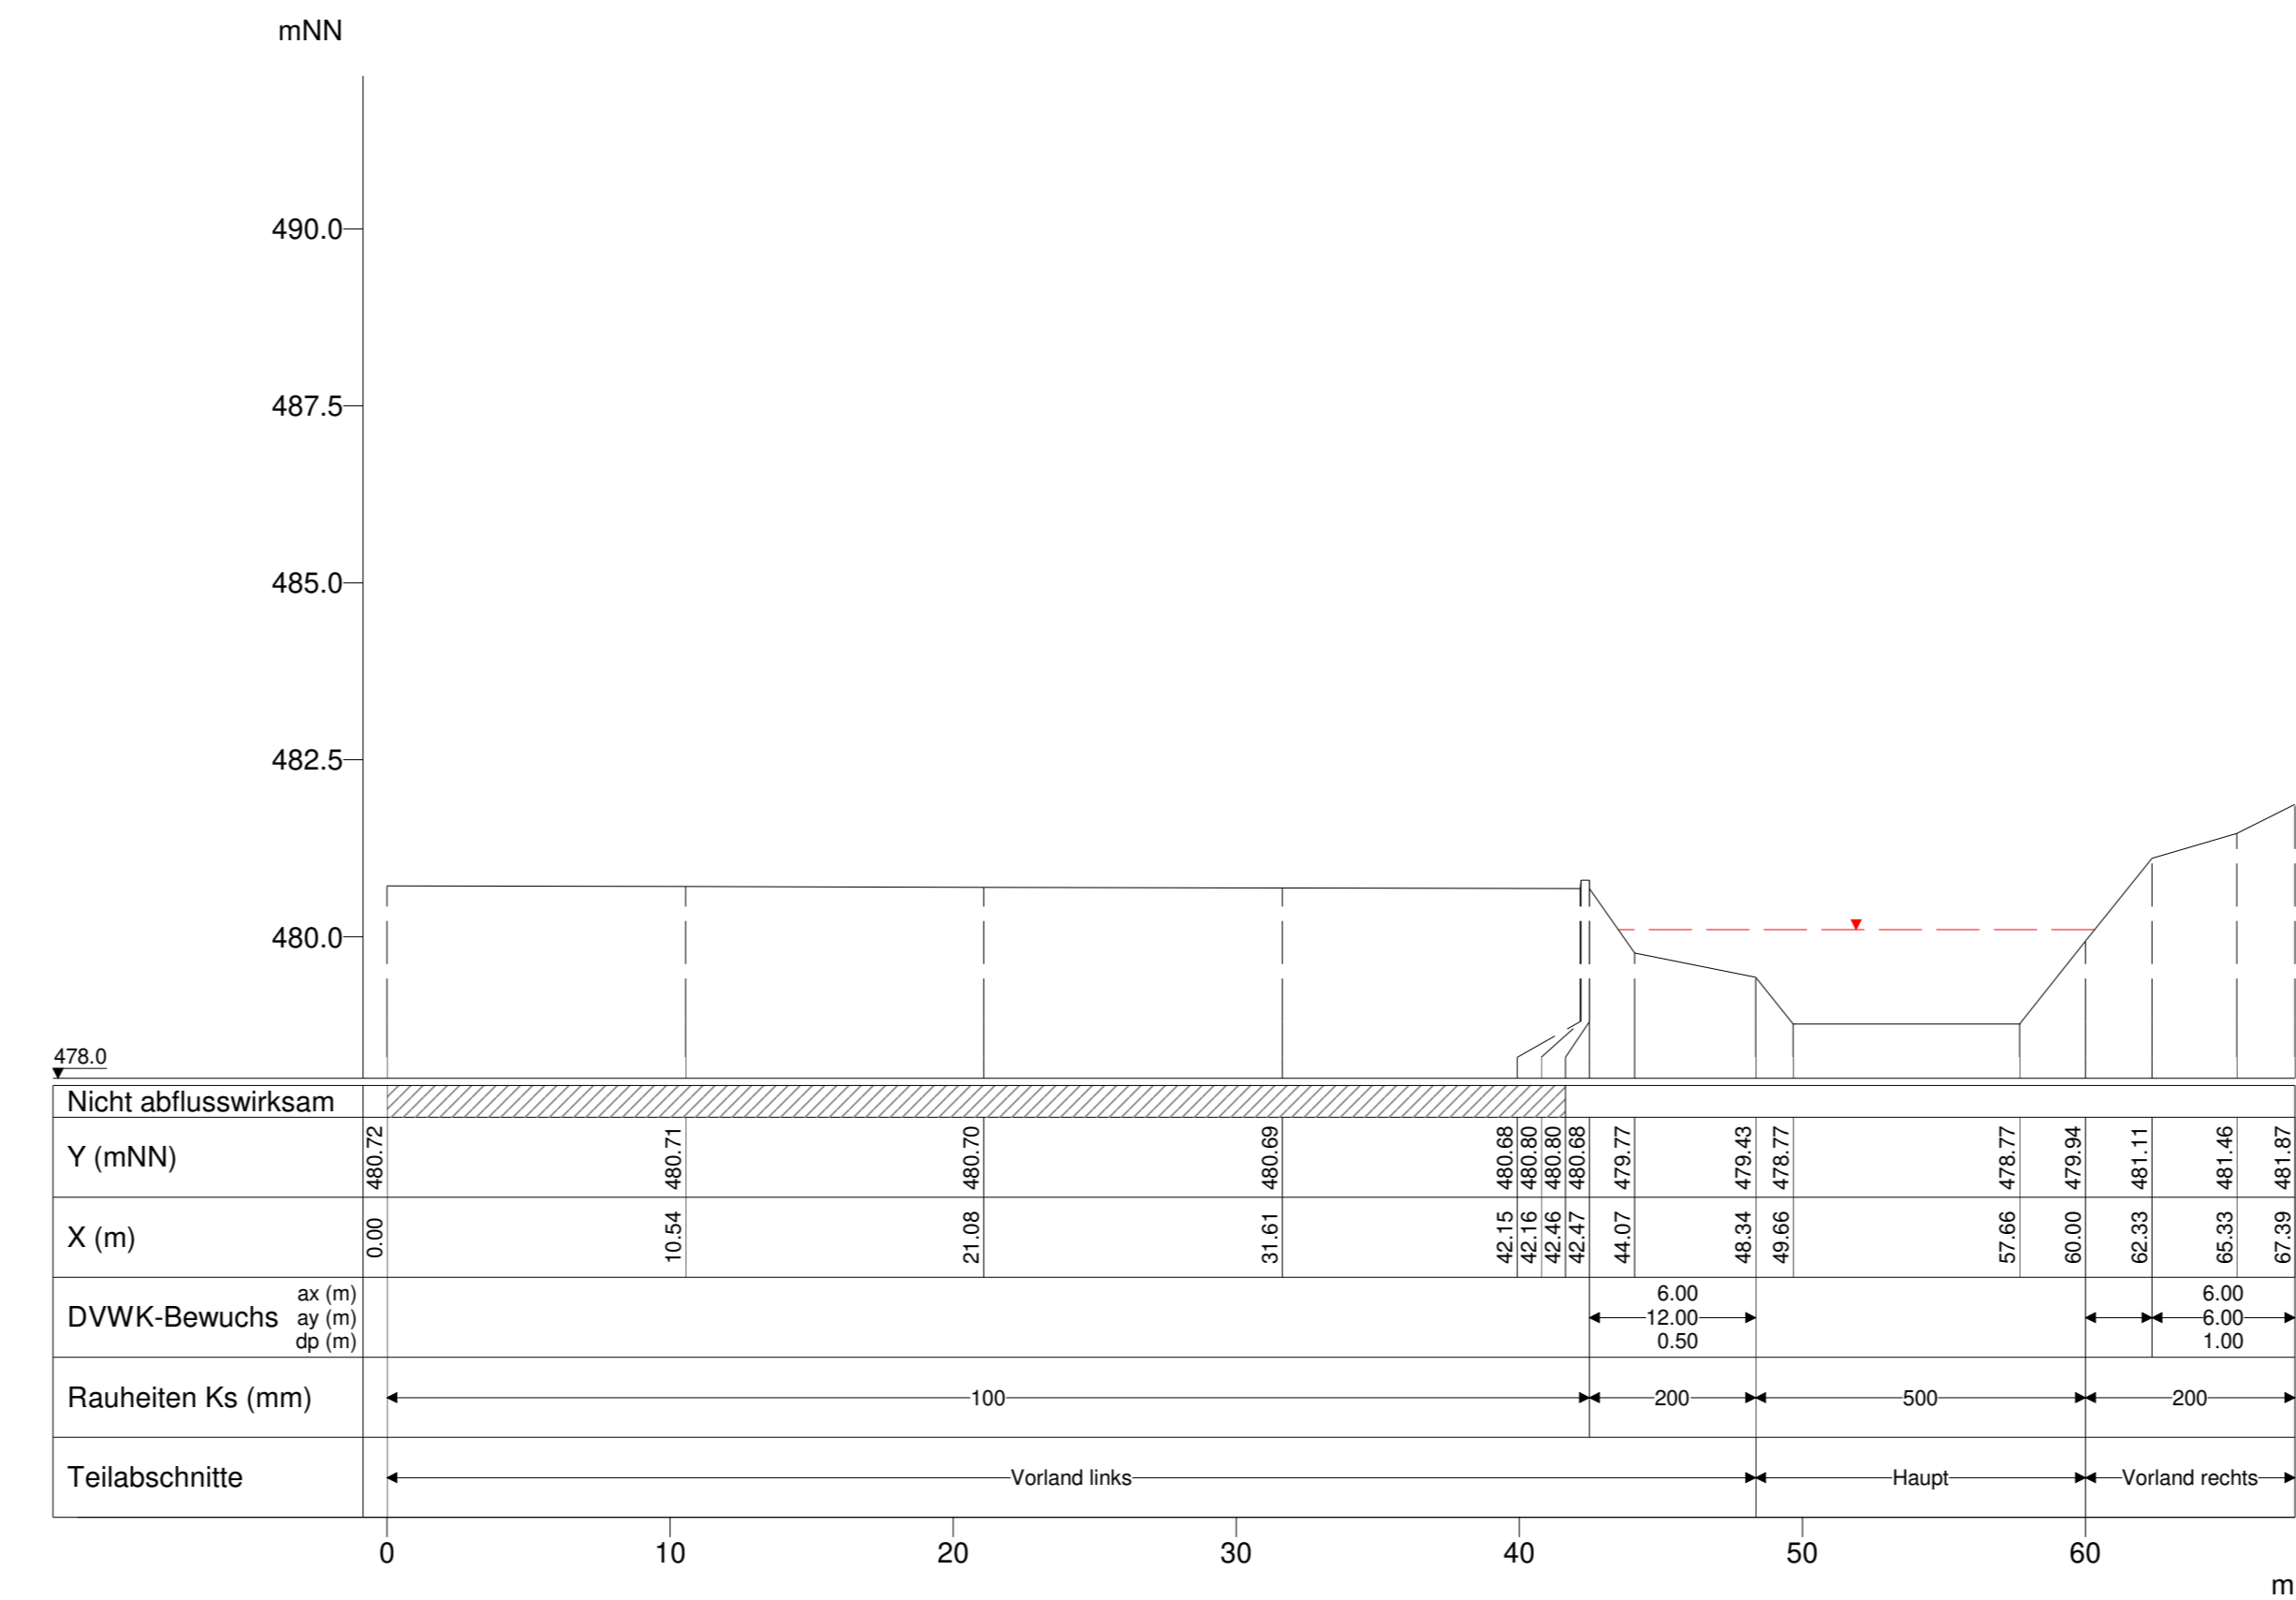 mNN
490.0
487.5
485.0
482.5
480.0
478.0
Nicht abflusswirksam
Y (mNN) 480.72 480.71 480.70 480.69 480.68 480.80 480.80 480.68 479.77 479.43 478.77 478.77 479.94 481.11 481.46 481.87
X (m) 0.00 10.54 21.08 31.61 42.15 42.16 42.46 42.47 44.07 48.34 49.66 57.66 60.00 62.33 65.33 67.39
ax (m) 6.00 6.00
DVWK-Bewuchs ay (m) 12.00 6.00
dp (m) 0.50 1.00
Rauheiten Ks (mm) 100 200 500 200
Teilabschnitte Vorland links Haupt Vorland rechts
0 10 20 30 40 50 60
m